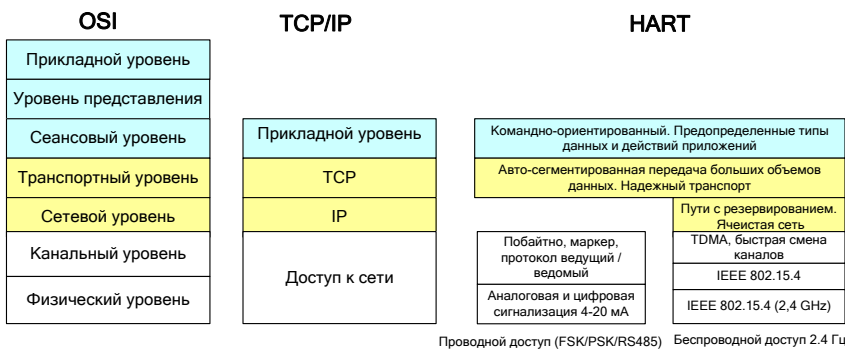 OSI
TCP/IP
HART
Прикладной уровень
Уровень представления
Сеансовый уровень
Транспортный уровень
Сетевой уровень
Канальный уровень
Физический уровень
Прикладной уровень
TCP
IP
Доступ к сети
Командно-ориентированный. Предопределенные типы
данных и действий приложений
Авто-сегментированная передача больших объемов
данных. Надежный транспорт
Пути с резервированием.
Ячеистая сеть
Побайтно, маркер,
протокол ведущий /
ведомый
Аналоговая и цифровая
сигнализация 4-20 мА
TDMA, быстрая смена
каналов
IEEE 802.15.4
IEEE 802.15.4 (2,4 GHz)
Проводной доступ (FSK/PSK/RS485)
Беспроводной доступ 2.4 Гц